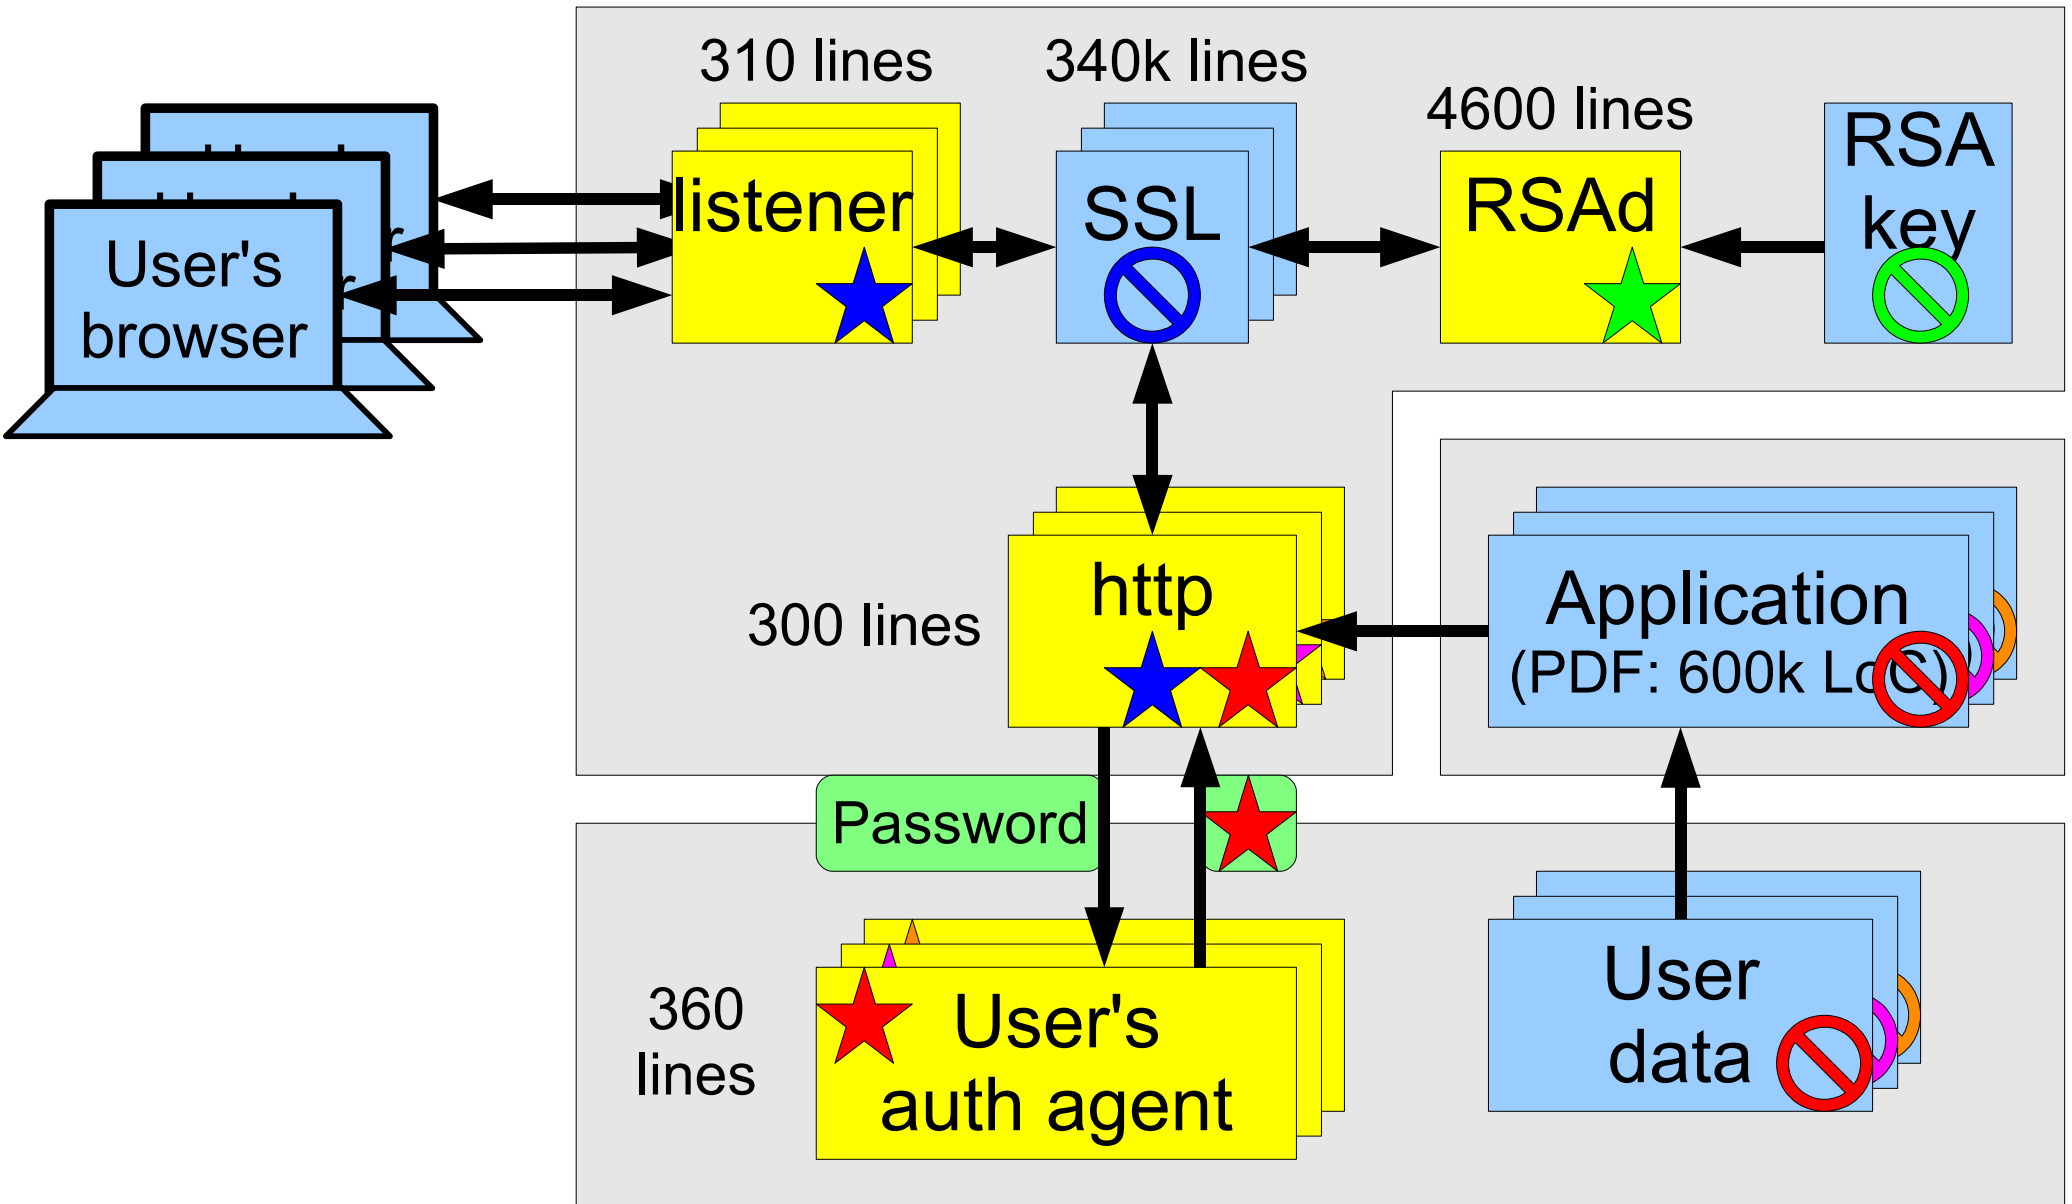 310 lines
340k lines
4600 lines
RSA
key
listener
SSL
RSAd
User's
browser
http
300 lines
Application
(PDF: 600k LoC)
Password
360
lines
User's
auth agent
User
data